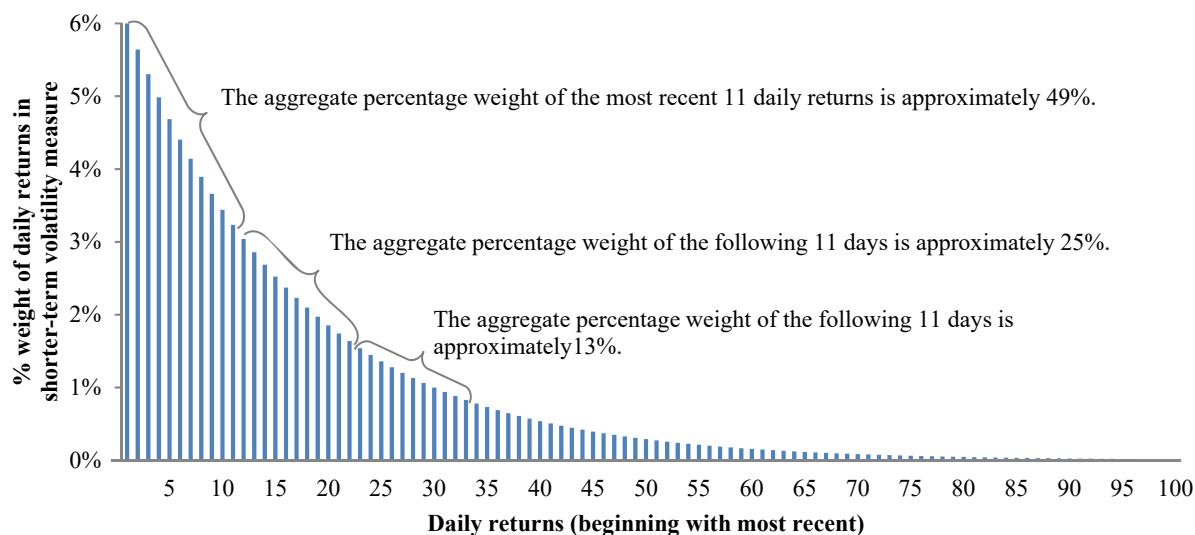 6%
5%
4%
3%
2%
1%
0%
% weight of daily returns in
shorter-term volatility measure
The aggregate percentage weight of the most recent 11 daily returns is approximately 49%.
The aggregate percentage weight of the following 11 days is approximately 25%.
The aggregate percentage weight of the following 11 days is
approximately13%.
5 10 15 20 25 30 35 40 45 50 55 60 65 70 75 80 85 90 95 100
Daily returns (beginning with most recent)